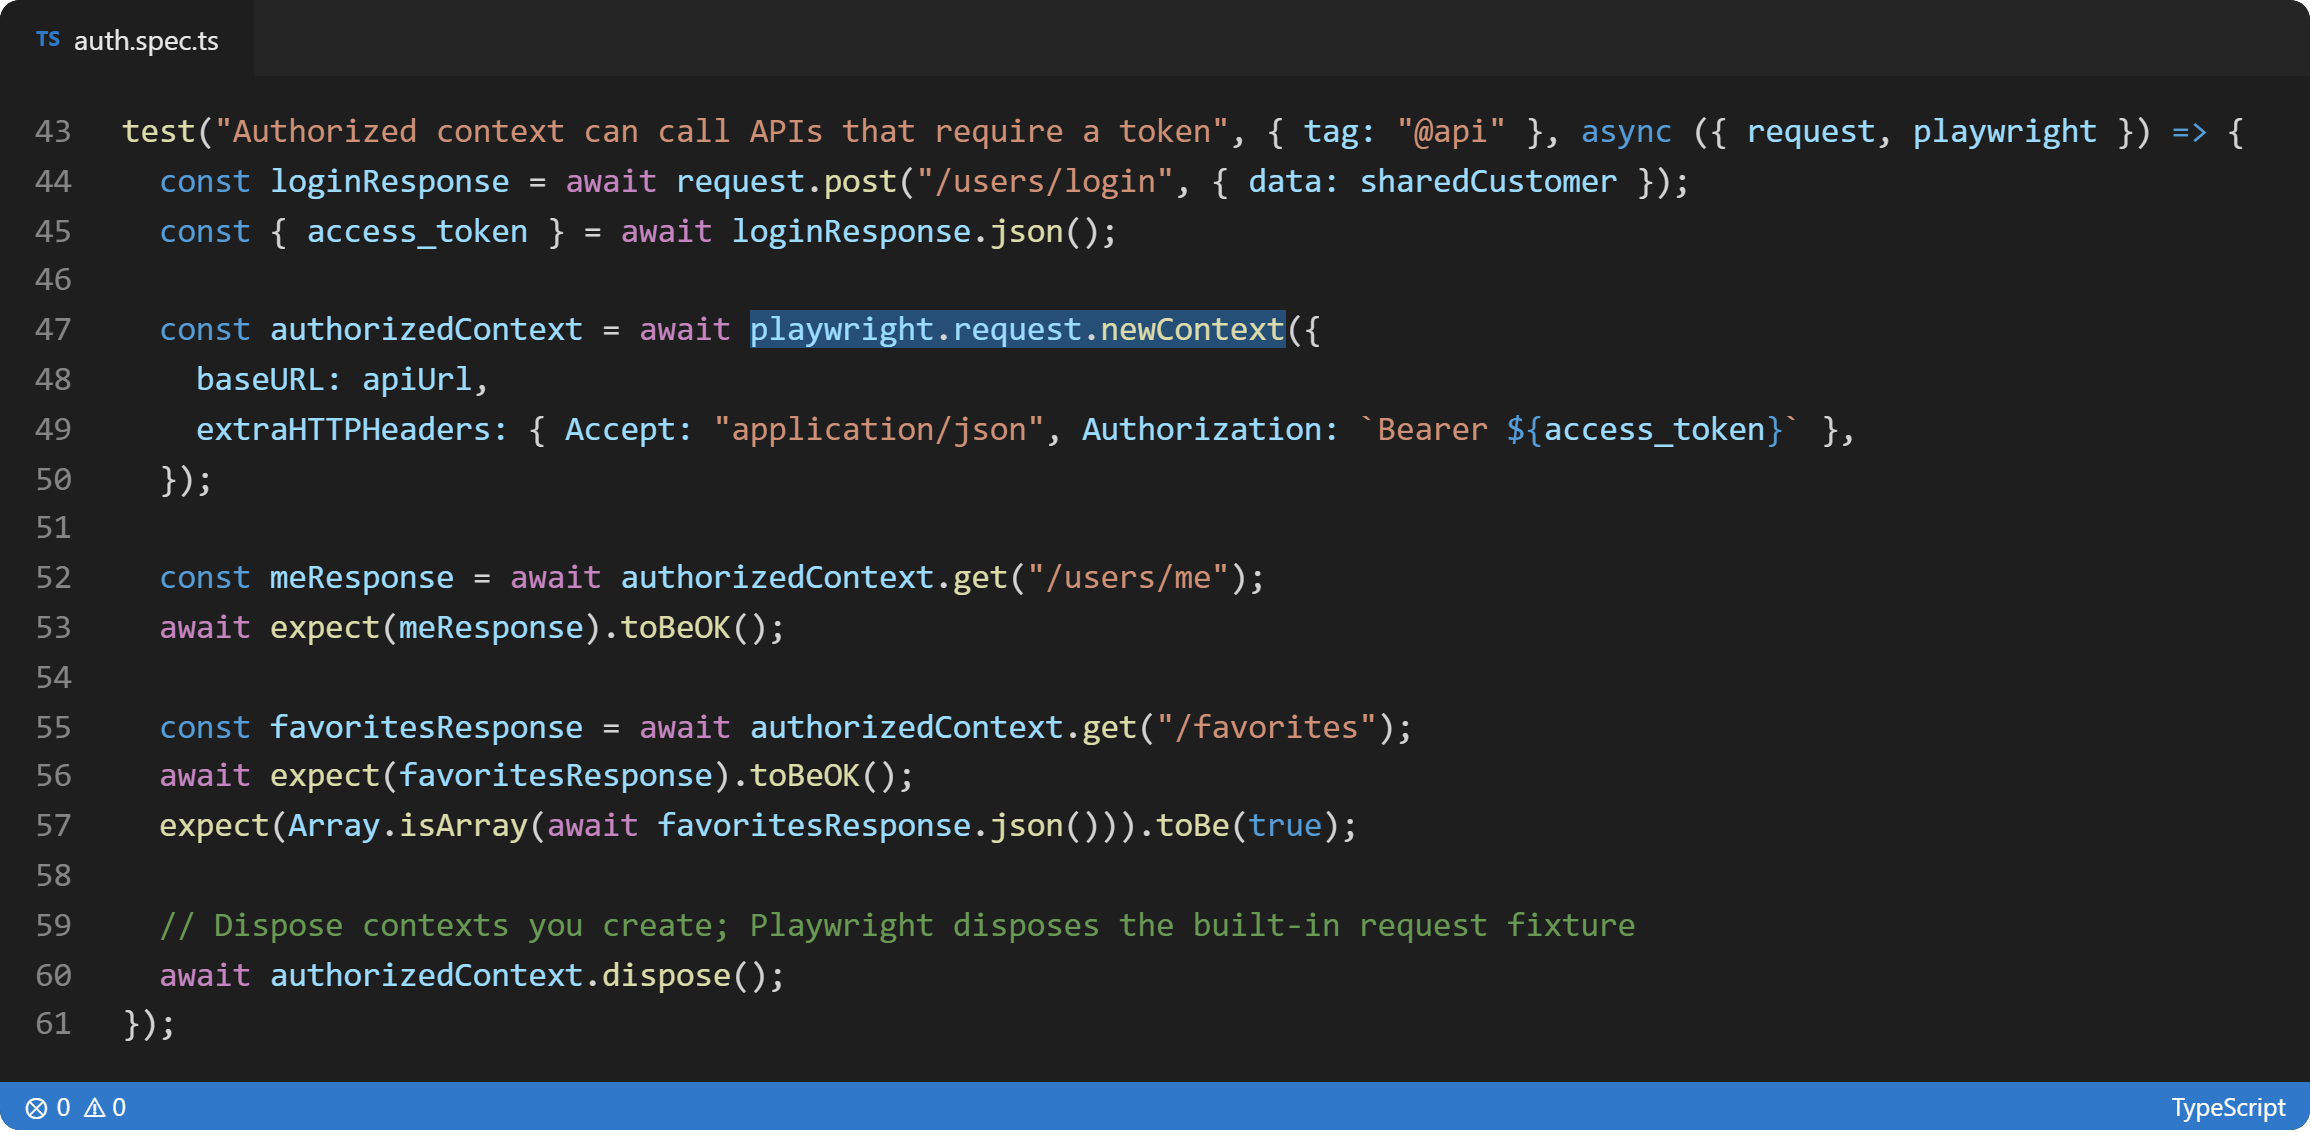 TS auth.spec.ts
43 test("Authorized context can call APIs that require a token", { tag: "@api" }, async ({ request, playwright }) => {
44   const loginResponse = await request.post("/users/login", { data: sharedCustomer });
45   const { access_token } = await loginResponse.json();
46
47   const authorizedContext = await playwright.request.newContext({
48     baseURL: apiUrl,
49     extraHTTPHeaders: { Accept: "application/json", Authorization: `Bearer ${access_token}` },
50   });
51
52   const meResponse = await authorizedContext.get("/users/me");
53   await expect(meResponse).toBeOK();
54
55   const favoritesResponse = await authorizedContext.get("/favorites");
56   await expect(favoritesResponse).toBeOK();
57   expect(Array.isArray(await favoritesResponse.json())).toBe(true);
58
59   // Dispose contexts you create; Playwright disposes the built-in request fixture
60   await authorizedContext.dispose();
61 });
0 0 TypeScript